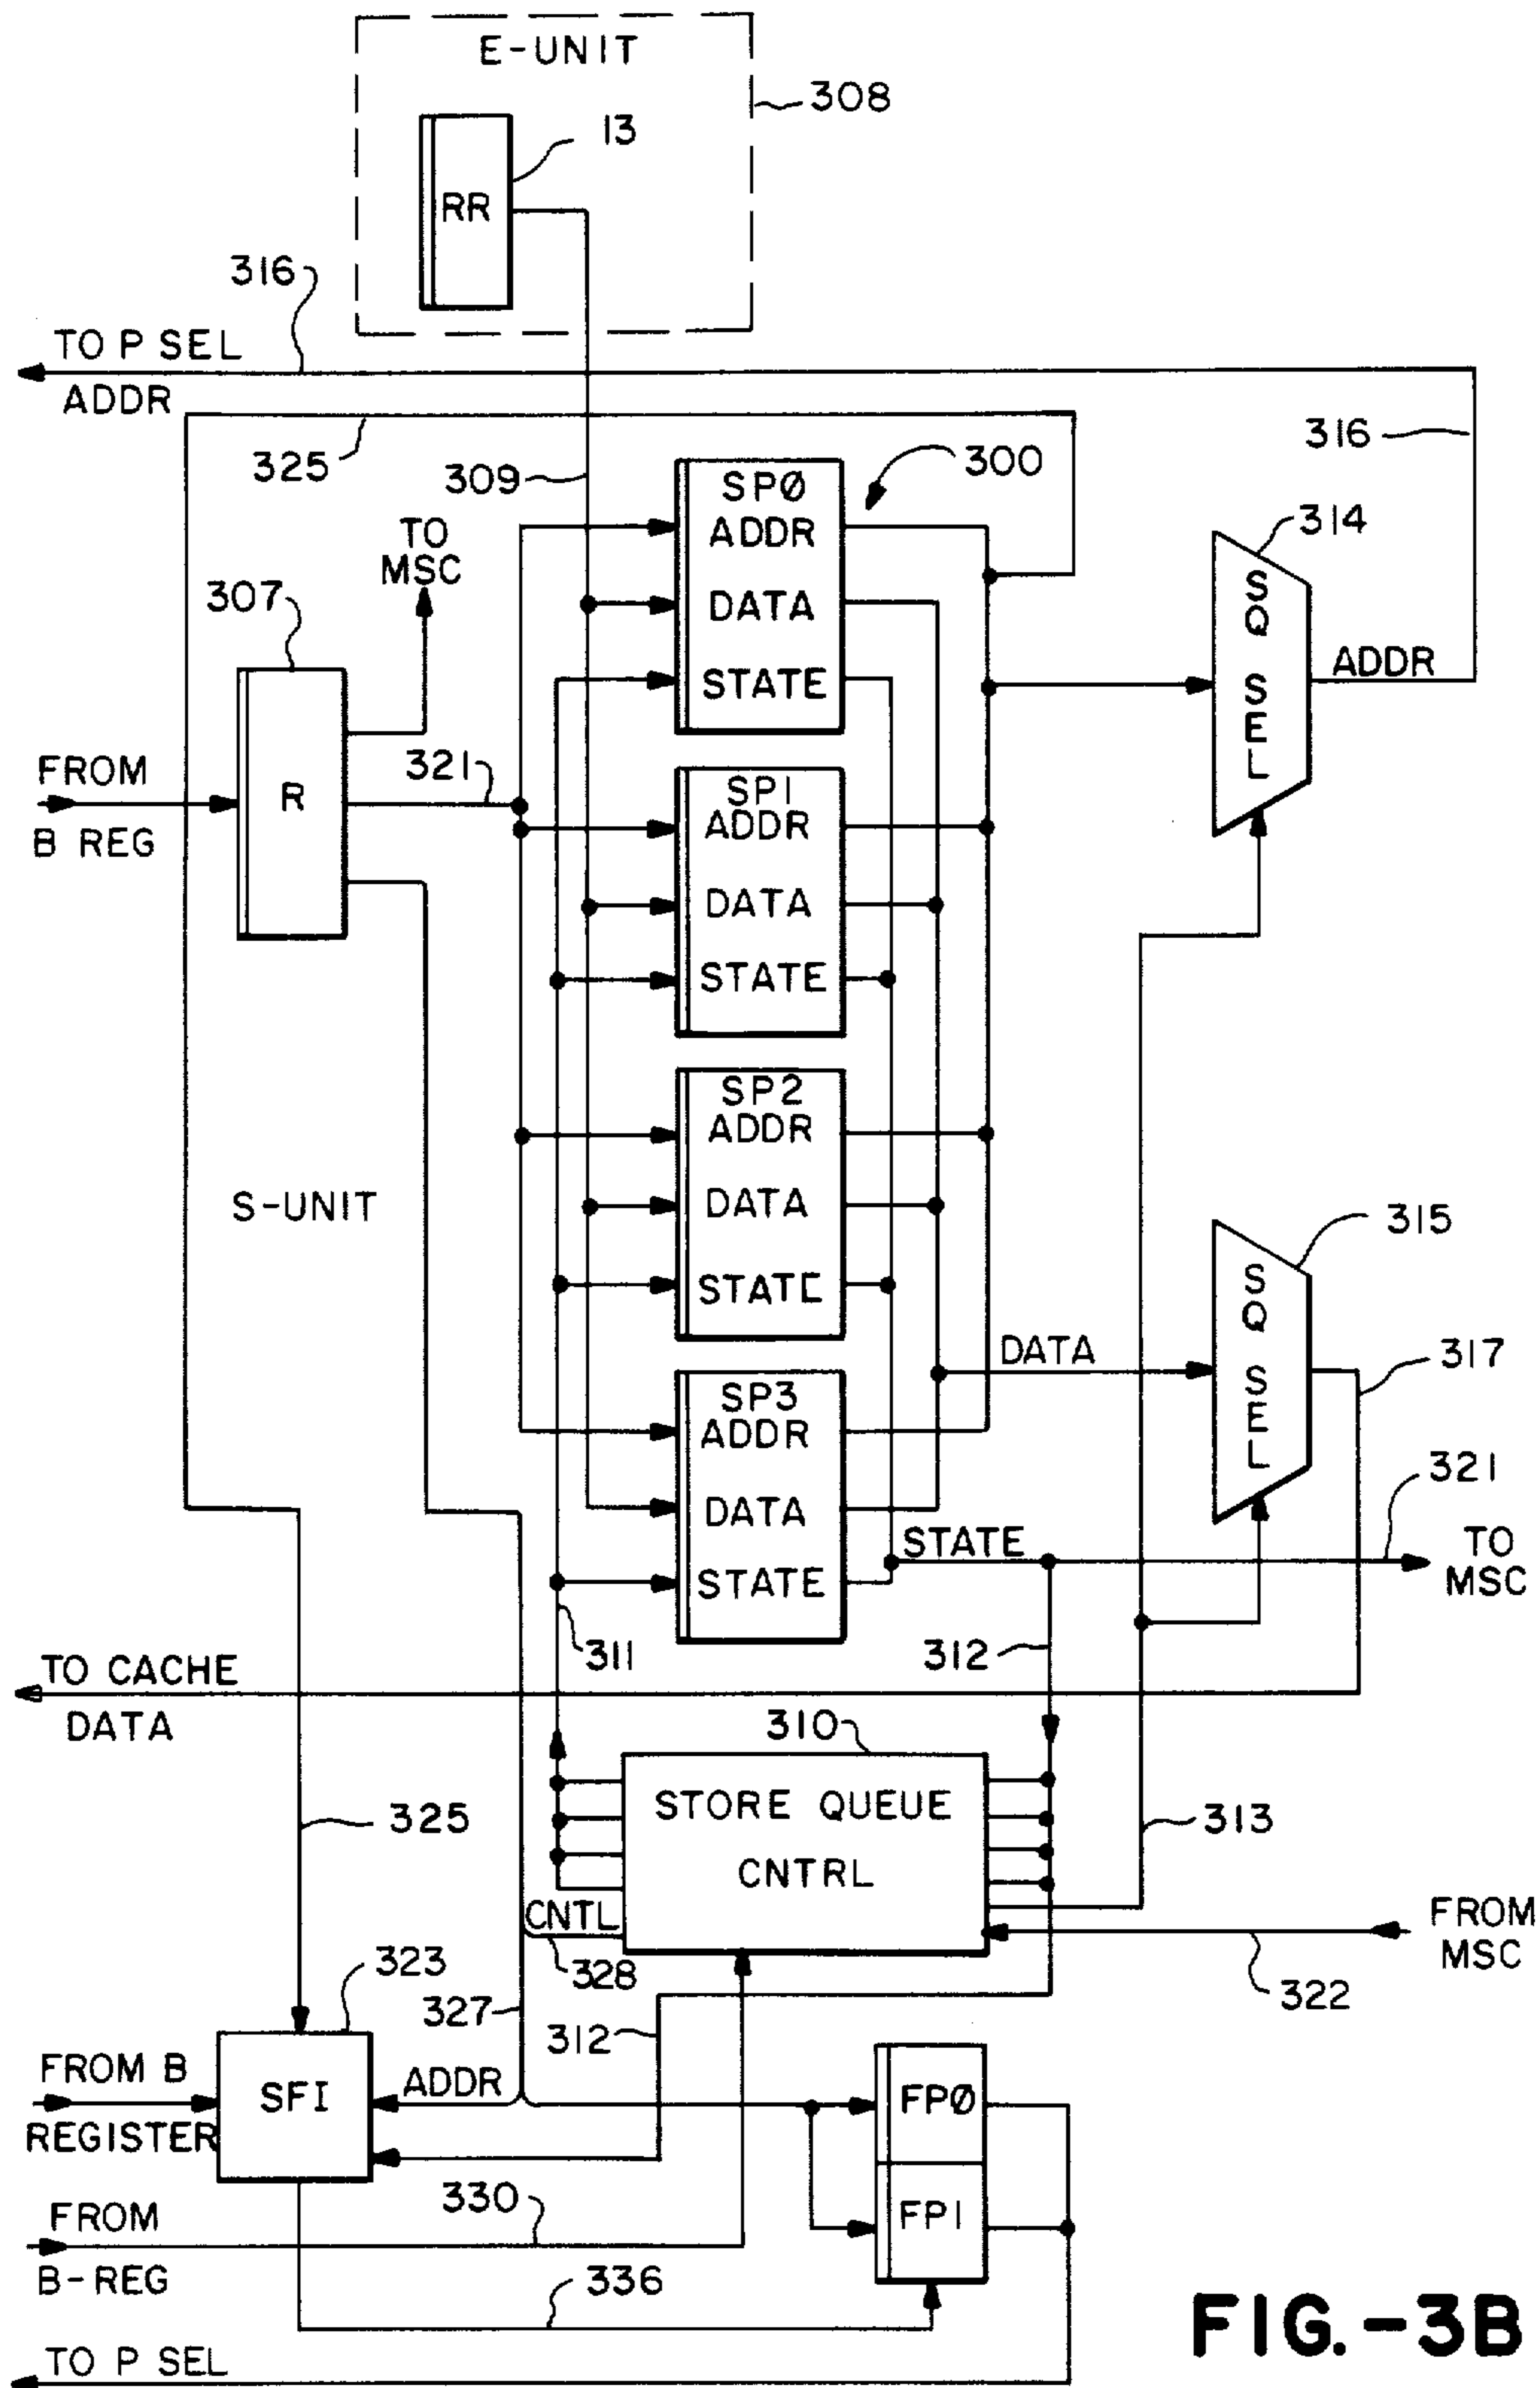 E-UNIT
308
13
RR
316
TO P SEL
ADDR
325
309
300
316
SPØ
ADDR
DATA
STATE
TO
MSC
314
SQ SEL
ADDR
307
R
FROM
B REG
321
SP1
ADDR
DATA
STATE
S-UNIT
SP2
ADDR
DATA
STATE
315
SQ SEL
DATA
317
SP3
ADDR
DATA
STATE
321
STATE
TO
MSC
311
312
TO CACHE
DATA
310
STORE QUEUE
CNTRL
325
313
CNTL
328
FROM
MSC
322
323
327
312
FROM B
REGISTER
SFI
ADDR
FPØ
FP1
FROM
B-REG
330
336
TO P SEL
FIG.-3B